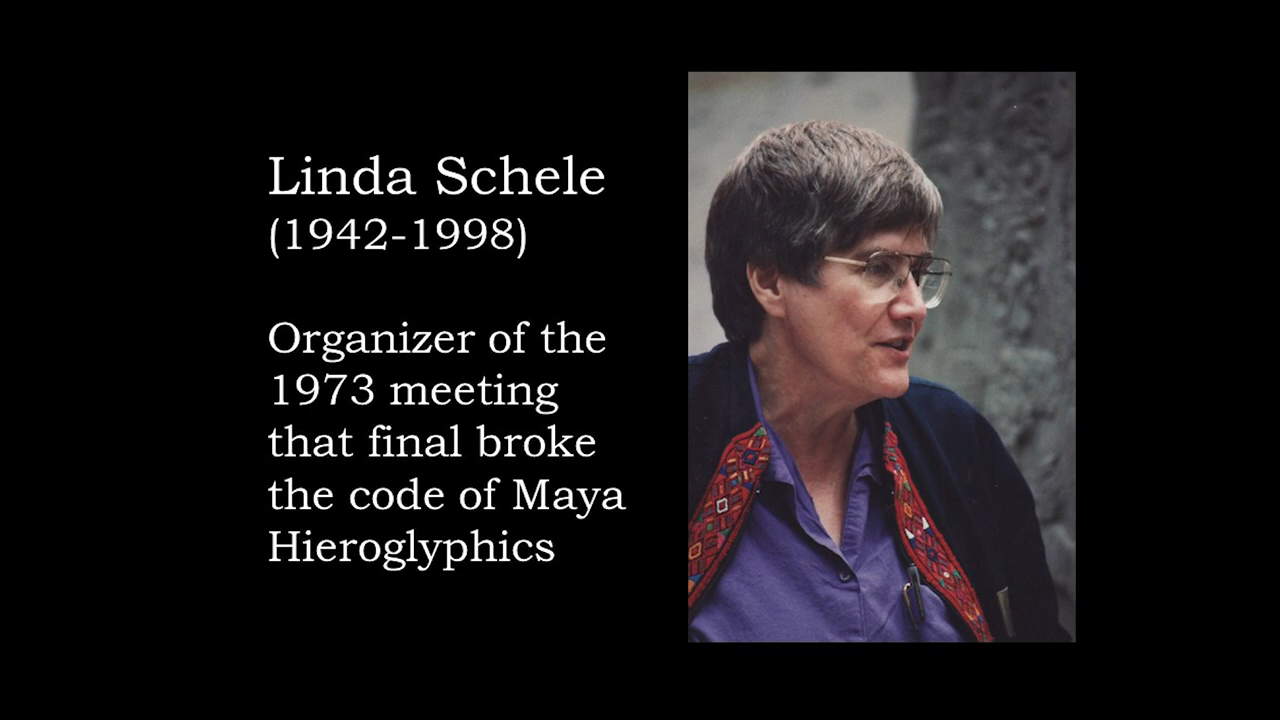 Linda Schele
(1942-1998)
Organizer of the
1973 meeting
that final broke
the code of Maya
Hieroglyphics